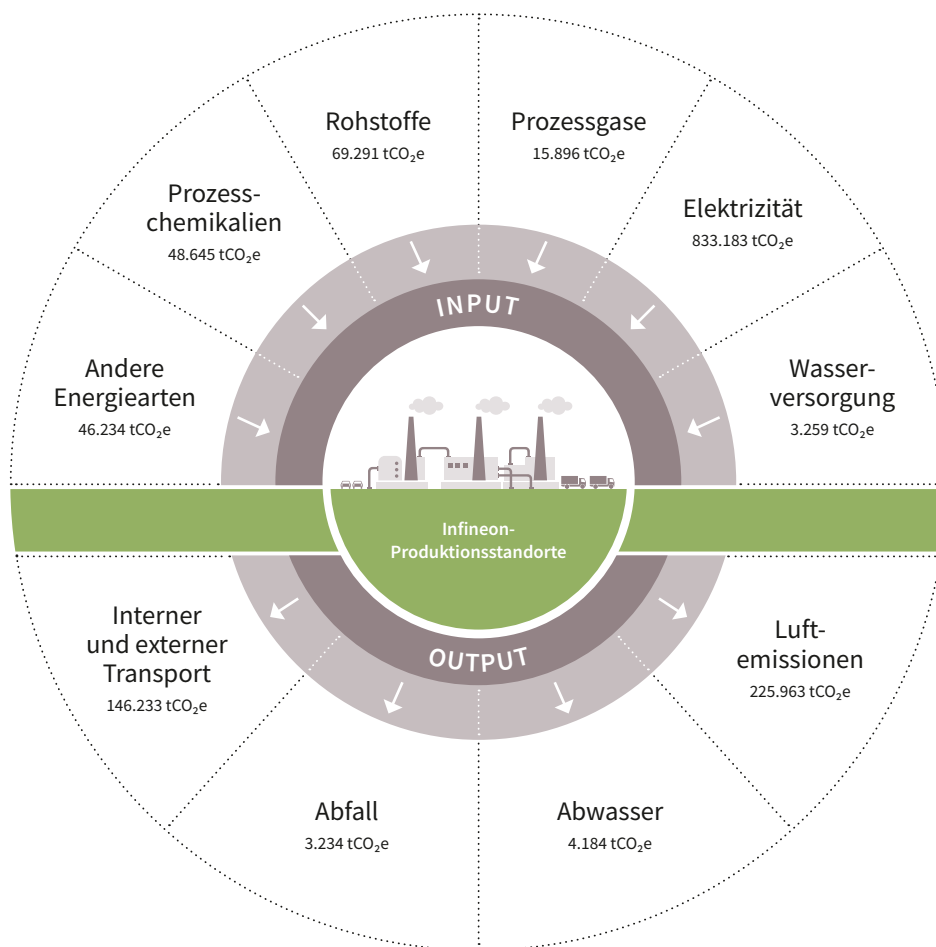 Rohstoffe
69.291 tCO₂e
Prozessgase
15.896 tCO₂e
Prozess-
chemikalien
48.645 tCO₂e
Elektrizität
833.183 tCO₂e
Andere
Energiearten
46.234 tCO₂e
Wasser-
versorgung
3.259 tCO₂e
INPUT
Infineon-
Produktionsstandorte
OUTPUT
Interner
und externer
Transport
146.233 tCO₂e
Luft-
emissionen
225.963 tCO₂e
Abfall
3.234 tCO₂e
Abwasser
4.184 tCO₂e